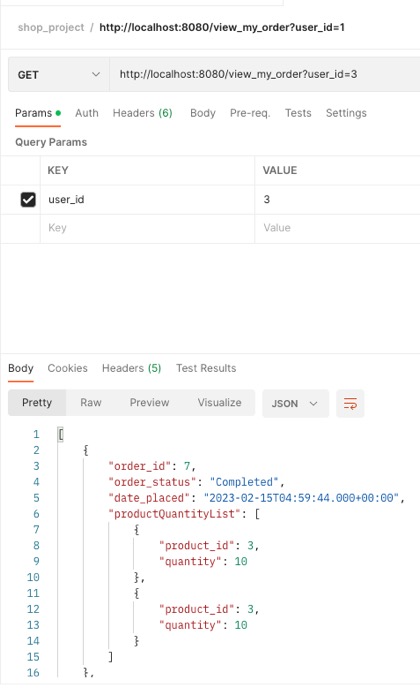 shop_project / http://localhost:8080/view_my_order?user_id=1
GET http://localhost:8080/view_my_order?user_id=3
Params Auth Headers (6) Body Pre-req. Tests Settings
Query Params
KEY VALUE
user_id 3
Key Value
Body Cookies Headers (5) Test Results
Pretty Raw Preview Visualize JSON
1 [
2 {
3 "order_id": 7,
4 "order_status": "Completed",
5 "date_placed": "2023-02-15T04:59:44.000+00:00",
6 "productQuantityList": [
7 {
8 "product_id": 3,
9 "quantity": 10
10 },
11 {
12 "product_id": 3,
13 "quantity": 10
14 }
15 ]
16 },